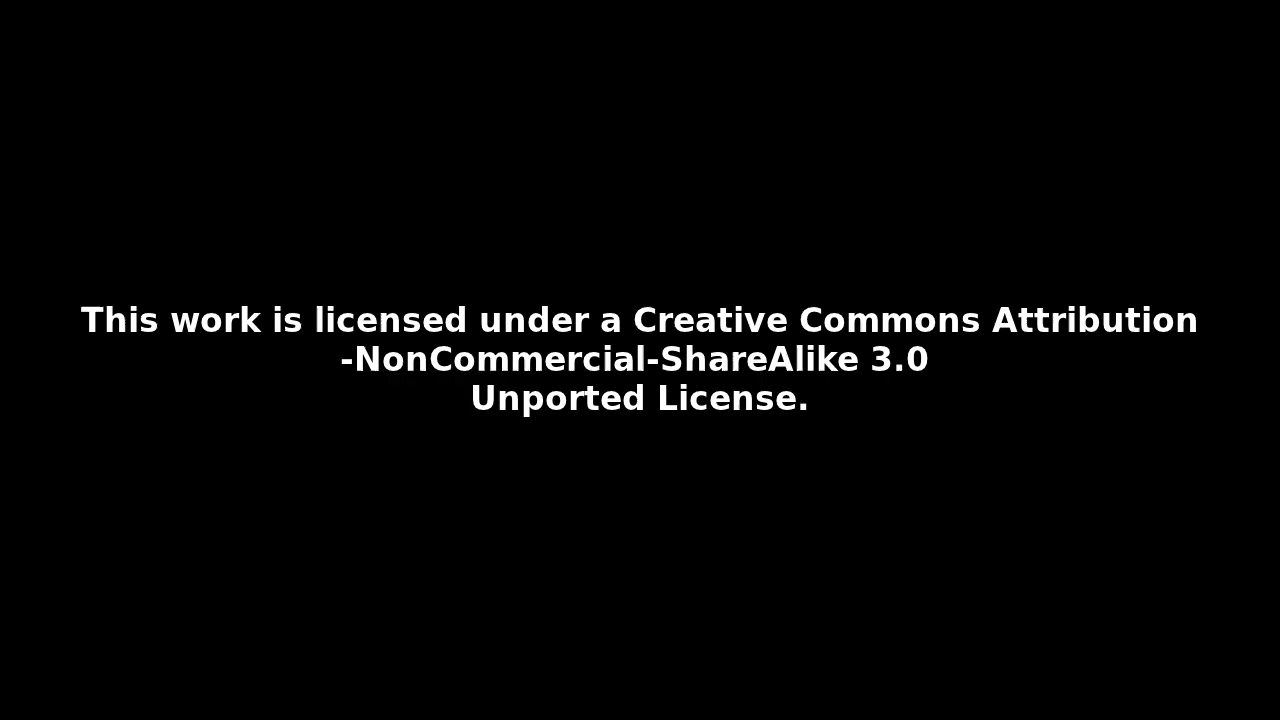 This work is licensed under a Creative Commons Attribution
-NonCommercial-ShareAlike 3.0
Unported License.